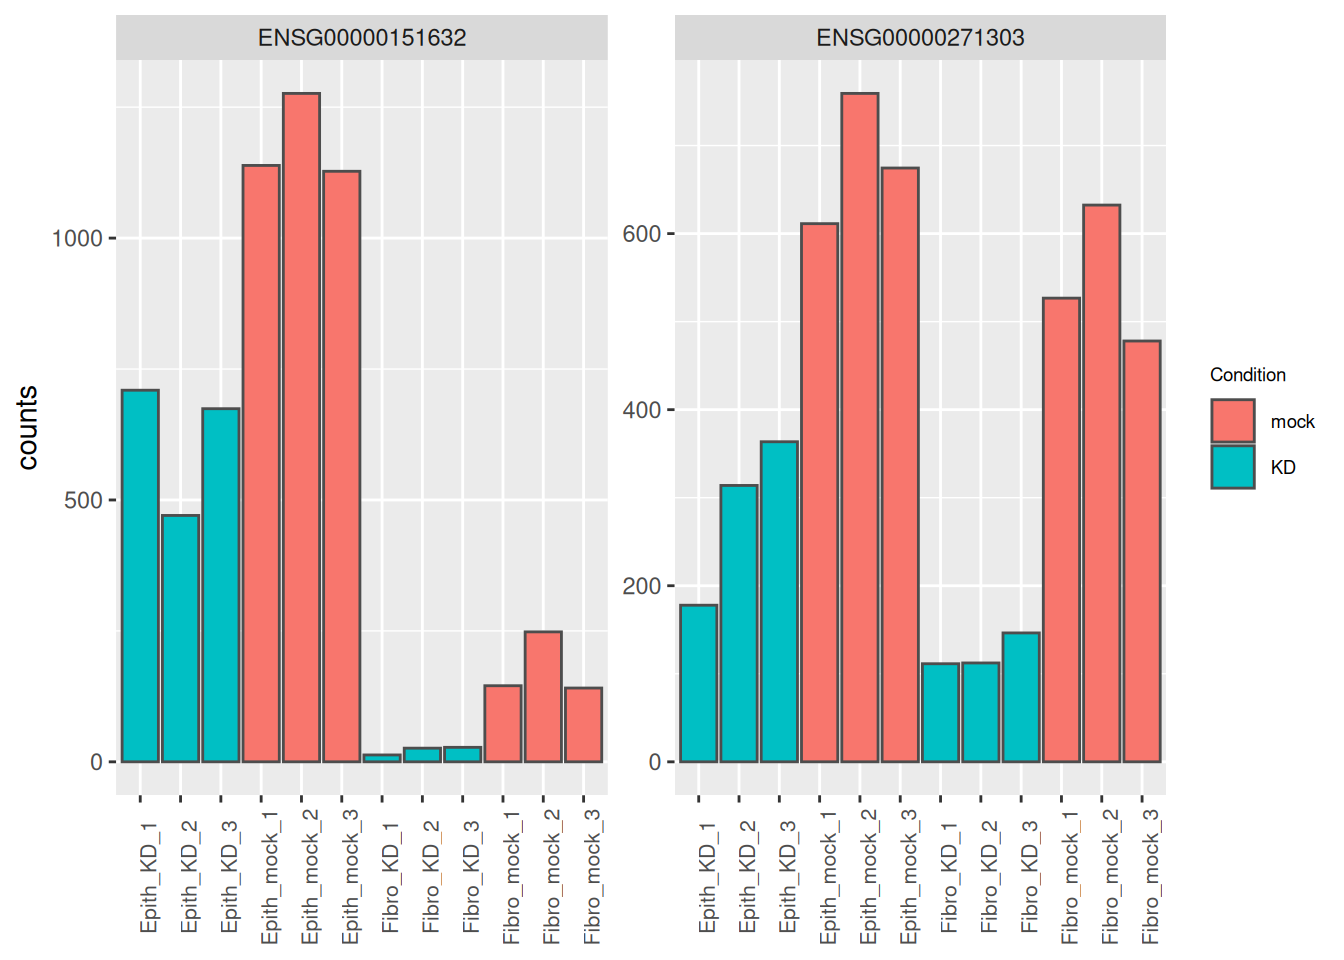 ENSG00000151632
ENSG00000271303
counts
1000
500
0
600
400
200
0
Epith_KD_1
Epith_KD_2
Epith_KD_3
Epith_mock_1
Epith_mock_2
Epith_mock_3
Fibro_KD_1
Fibro_KD_2
Fibro_KD_3
Fibro_mock_1
Fibro_mock_2
Fibro_mock_3
Epith_KD_1
Epith_KD_2
Epith_KD_3
Epith_mock_1
Epith_mock_2
Epith_mock_3
Fibro_KD_1
Fibro_KD_2
Fibro_KD_3
Fibro_mock_1
Fibro_mock_2
Fibro_mock_3
Condition
mock
KD